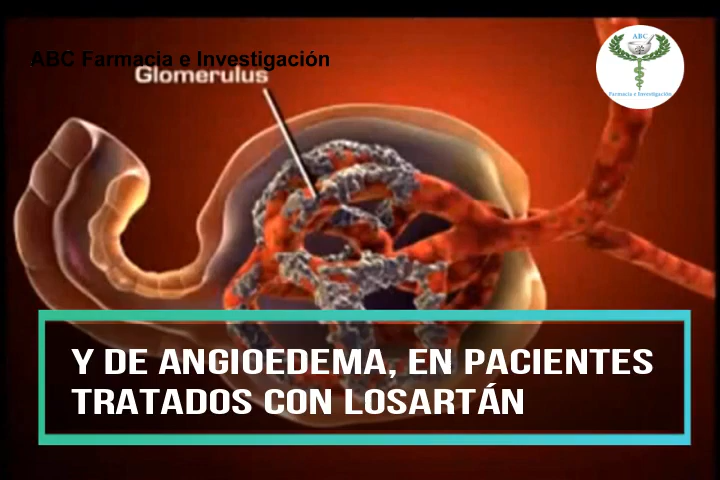 ABC Farmacia e Investigación
ABC
Farmacia e Investigación
Glomerulus
Y DE ANGIOEDEMA, EN PACIENTES
TRATADOS CON LOSARTÁN